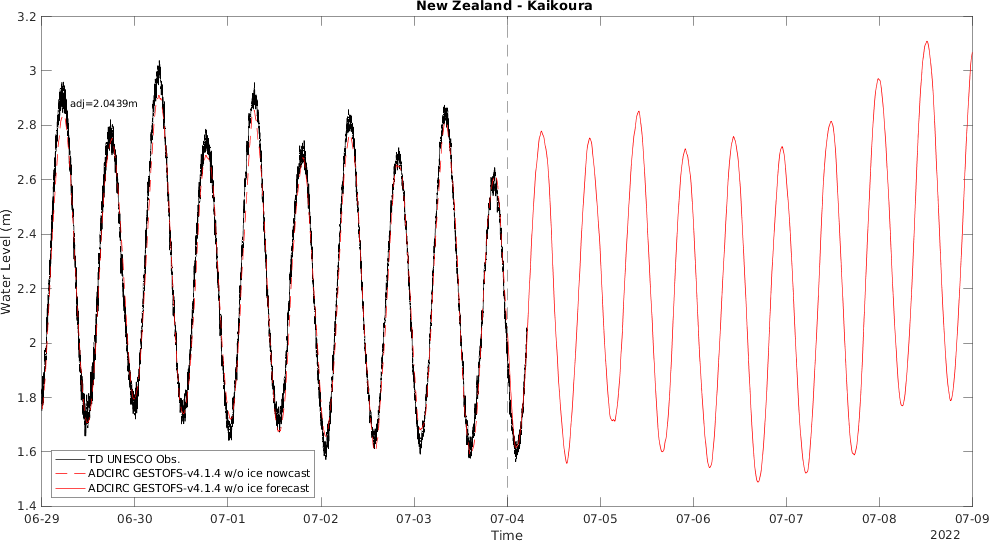 New Zealand - Kaikoura
3.2
3
2.8
2.6
2.4
2.2
2
1.8
1.6
1.4
Water Level (m)
adj=2.0439m
TD UNESCO Obs.
ADCIRC GESTOFS-v4.1.4 w/o ice nowcast
ADCIRC GESTOFS-v4.1.4 w/o ice forecast
06-29 06-30 07-01 07-02 07-03 07-04 07-05 07-06 07-07 07-08 07-09
Time
2022